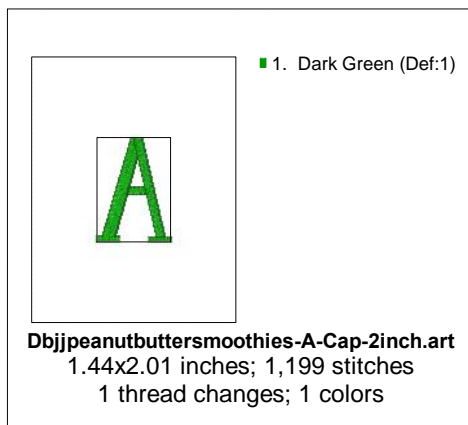 1. Dark Green (Def:1)
A
Dbjjpeanutbuttersmoothies-A-Cap-2inch.art
1.44x2.01 inches; 1,199 stitches
1 thread changes; 1 colors